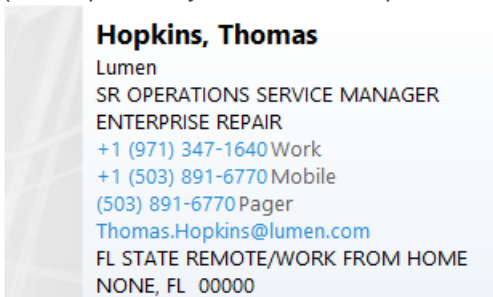 Hopkins, Thomas
Lumen
SR OPERATIONS SERVICE MANAGER
ENTERPRISE REPAIR
+1 (971) 347-1640 Work
+1 (503) 891-6770 Mobile
(503) 891-6770 Pager
Thomas.Hopkins@lumen.com
FL STATE REMOTE/WORK FROM HOME
NONE, FL 00000